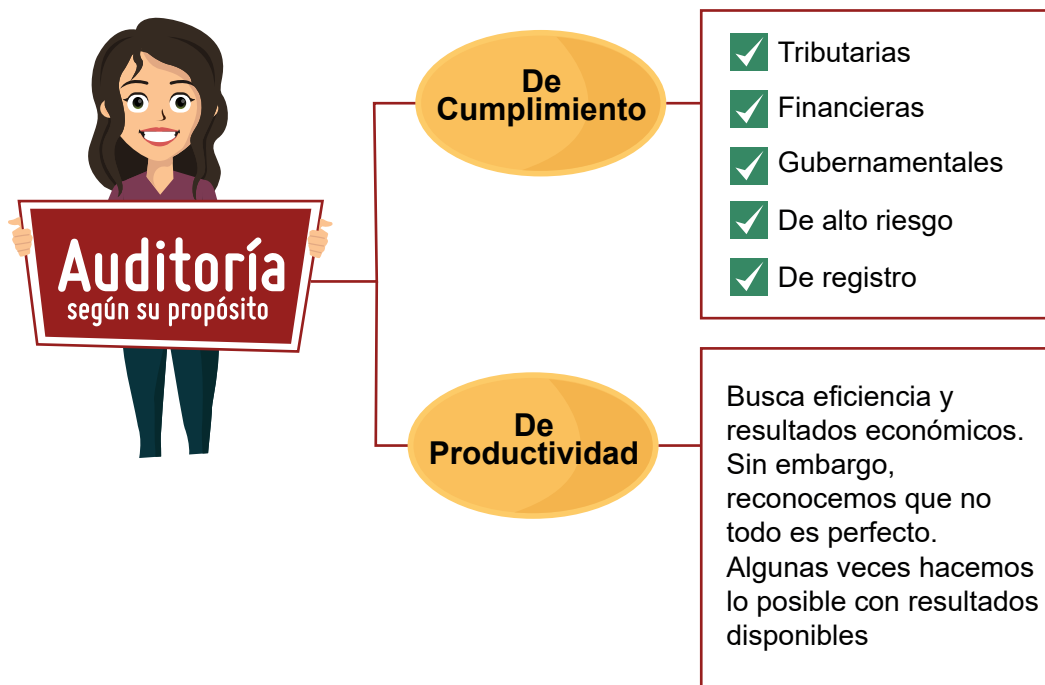 Auditoría
según su propósito
De
Cumplimiento
Tributarias
Financieras
Gubernamentales
De alto riesgo
De registro
De
Productividad
Busca eficiencia y
resultados económicos.
Sin embargo,
reconocemos que no
todo es perfecto.
Algunas veces hacemos
lo posible con resultados
disponibles